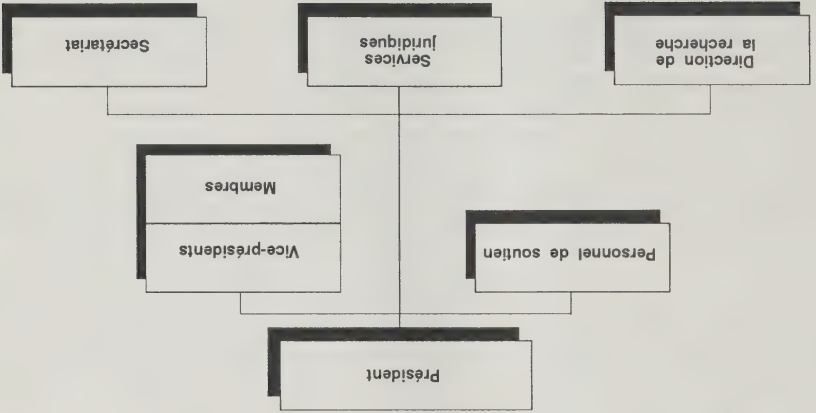 Président
Personnel de soutien
Vice-présidents
Membres
Direction de
la recherche
Services
juridiques
Secrétariat